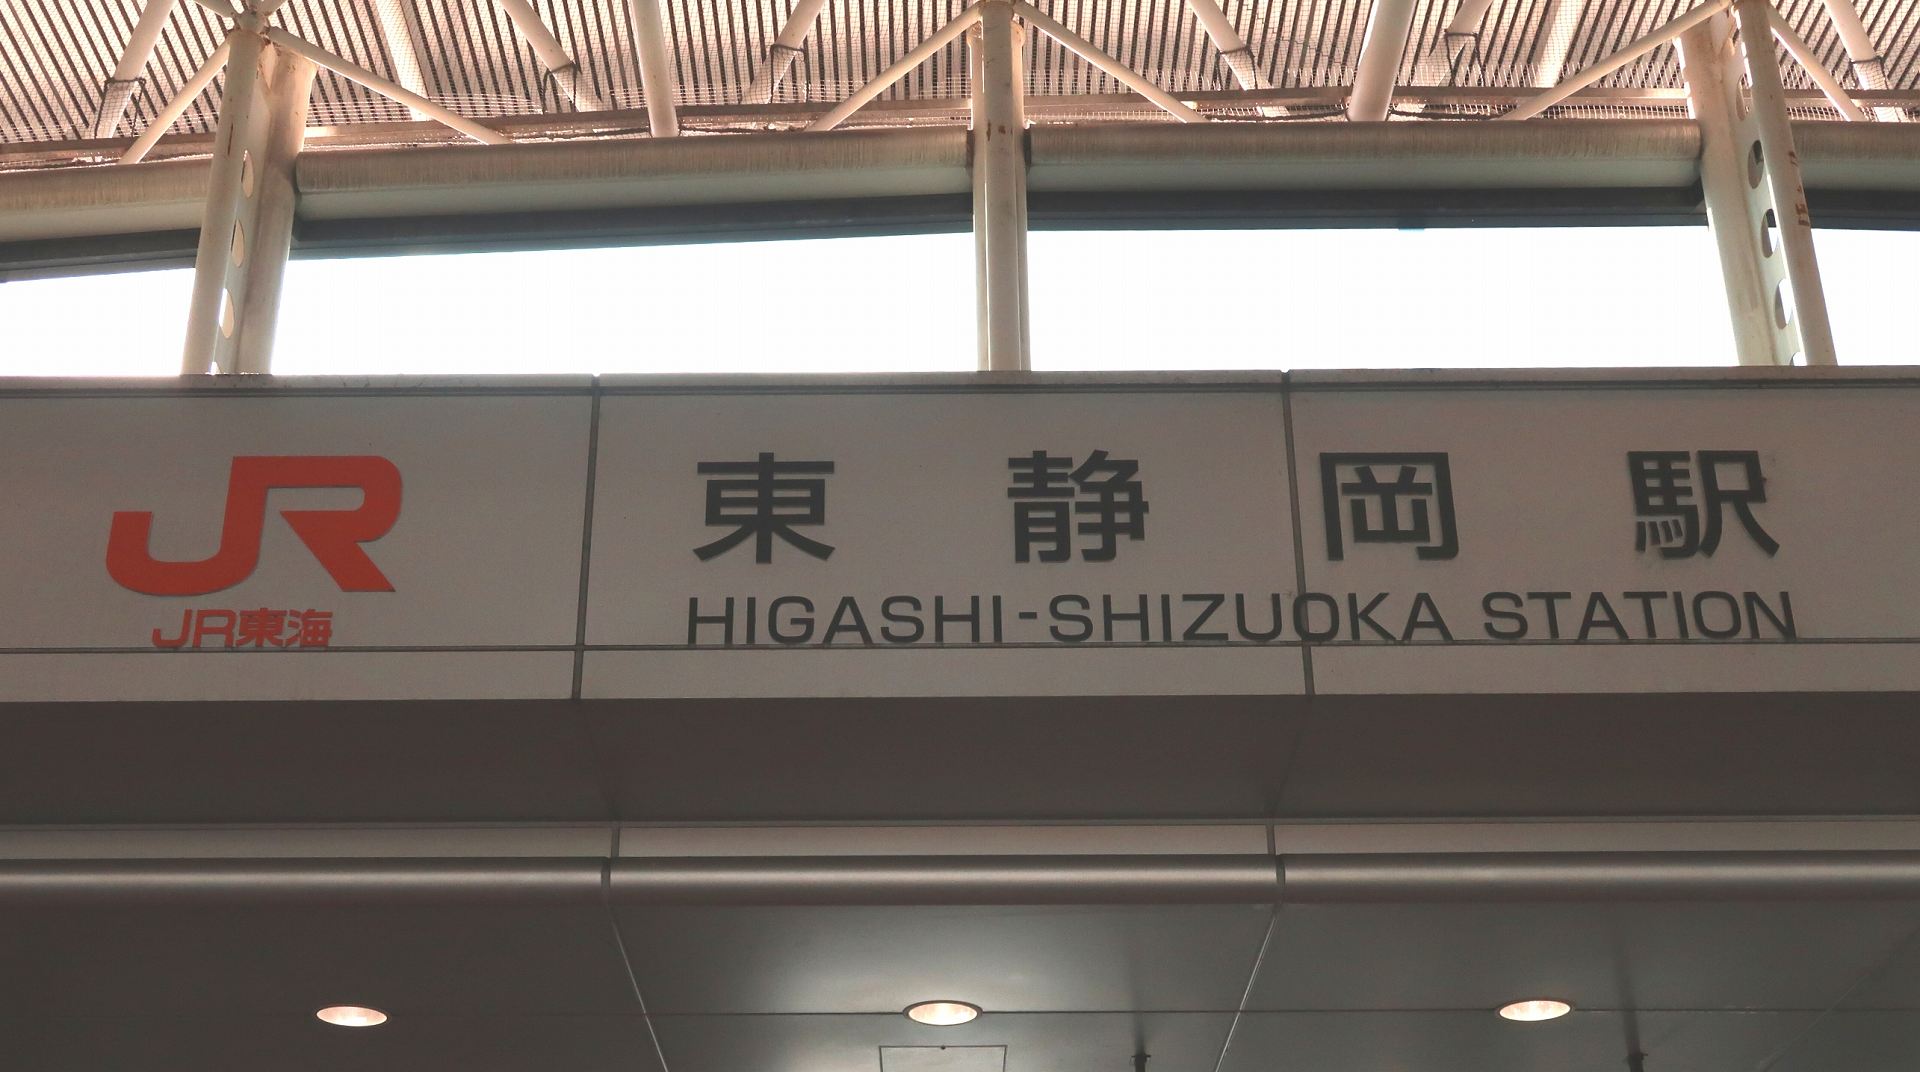 JR
JR東海
東静岡駅
HIGASHI-SHIZUOKA STATION